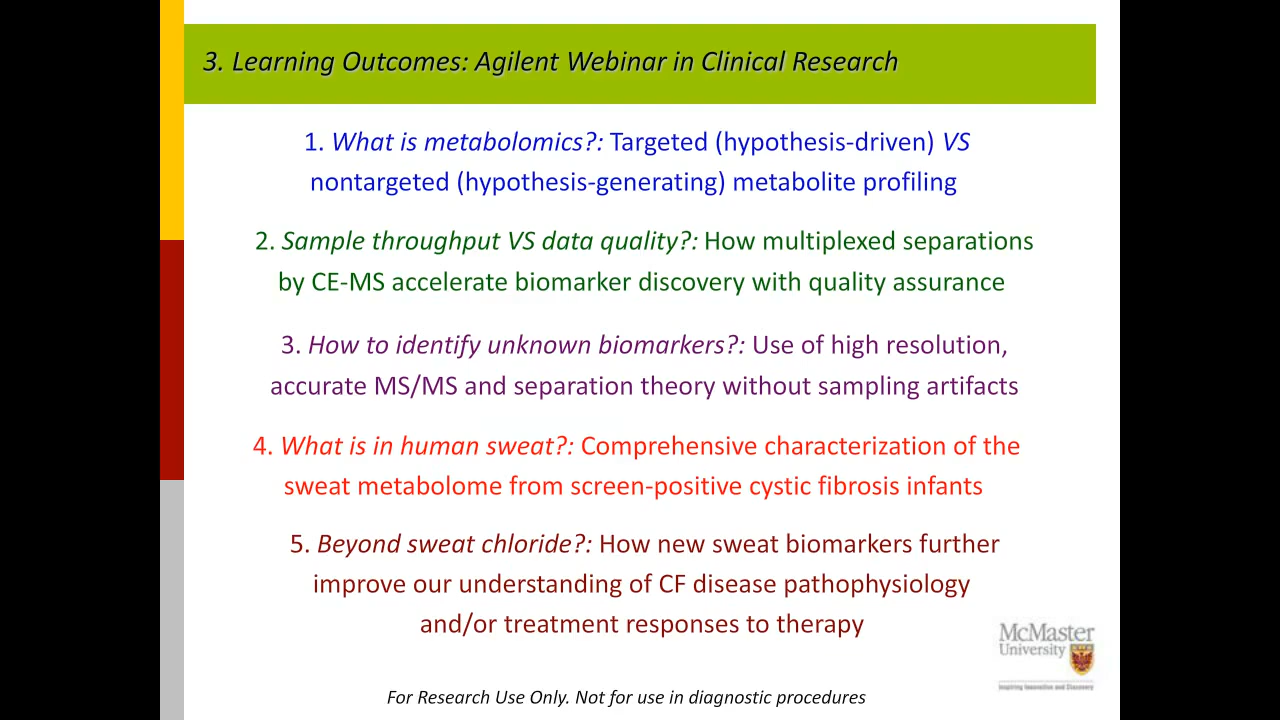 3. Learning Outcomes: Agilent Webinar in Clinical Research
1. What is metabolomics?: Targeted (hypothesis-driven) VS
nontargeted (hypothesis-generating) metabolite profiling
2. Sample throughput VS data quality?: How multiplexed separations
by CE-MS accelerate biomarker discovery with quality assurance
3. How to identify unknown biomarkers?: Use of high resolution,
accurate MS/MS and separation theory without sampling artifacts
4. What is in human sweat?: Comprehensive characterization of the
sweat metabolome from screen-positive cystic fibrosis infants
5. Beyond sweat chloride?: How new sweat biomarkers further
improve our understanding of CF disease pathophysiology
and/or treatment responses to therapy
McMaster
University
Inspiring Innovation and Discovery
For Research Use Only. Not for use in diagnostic procedures